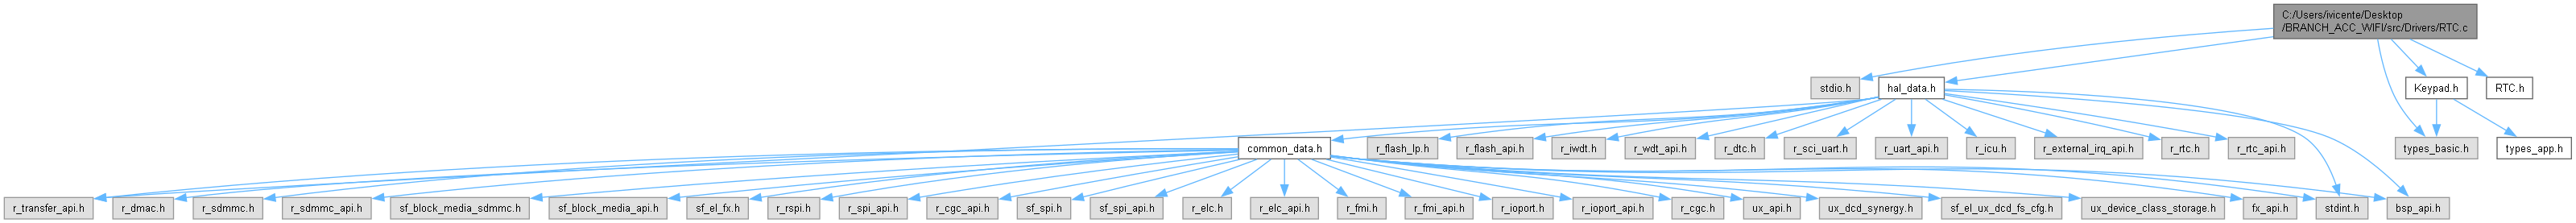 C:/Users/ivicente/Desktop
/BRANCH_ACC_WIFI/src/Drivers/RTC.c
stdio.h
hal_data.h
Keypad.h
RTC.h
common_data.h
r_flash_lp.h
r_flash_api.h
r_iwdt.h
r_wdt_api.h
r_dtc.h
r_sci_uart.h
r_uart_api.h
r_icu.h
r_external_irq_api.h
r_rtc.h
r_rtc_api.h
types_basic.h
types_app.h
r_transfer_api.h
r_dmac.h
r_sdmmc.h
r_sdmmc_api.h
sf_block_media_sdmmc.h
sf_block_media_api.h
sf_el_fx.h
r_rspi.h
r_spi_api.h
r_cgc_api.h
sf_spi.h
sf_spi_api.h
r_elc.h
r_elc_api.h
r_fmi.h
r_fmi_api.h
r_ioport.h
r_ioport_api.h
r_cgc.h
ux_api.h
ux_dcd_synergy.h
sf_el_ux_dcd_fs_cfg.h
ux_device_class_storage.h
fx_api.h
stdint.h
bsp_api.h